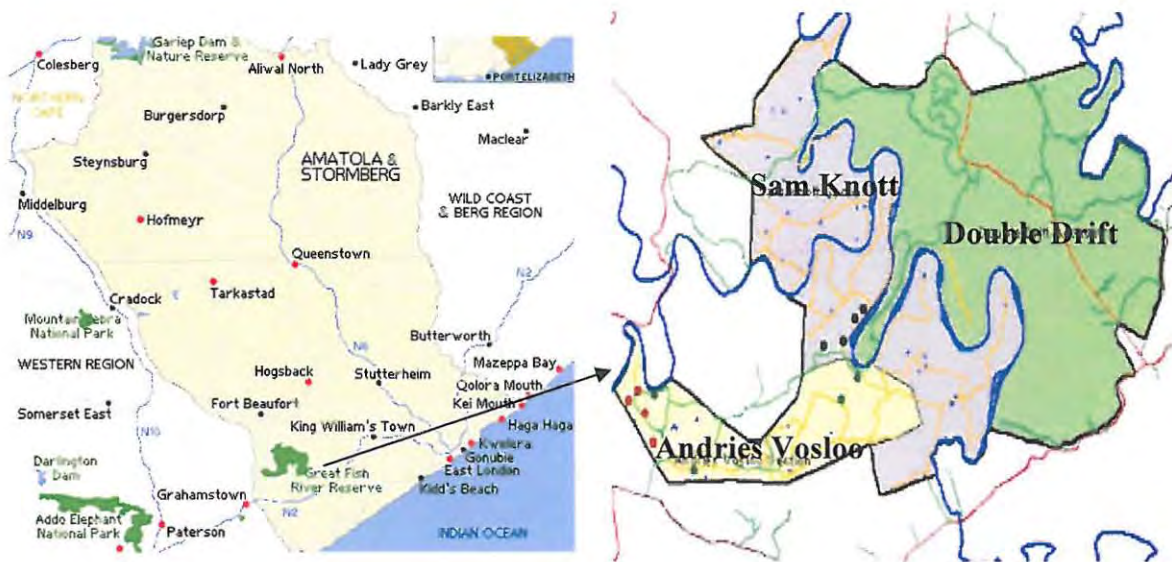 Gariep Dam &
Nature Reserve
Colesberg
Aliwal North
Lady Grey
PORT ELIZABETH
NORTHERN
CAPE
Burgersdorp
Barkly East
Maclear
Steynsburg
AMATOLA &
STORMBERG
WILD COAST
& BERG REGION
Middelburg
Hofmeyr
N9
Queenstown
N2
Tarkastad
Cradock
Mountain Zebra
National Park
Butterworth
WESTERN REGION
N6
Mazeppa Bay
Hogsback
Stutterheim
Qolora Mouth
Kei Mouth
Somerset East
Fort Beaufort
Haga Haga
King William's Town
N10
Kwelera
Gonubie
Darlington
Dam
Great Fish
River Reserve
East London
Kidd's Beach
Grahamstown
N2
Addo Elephant
National Park
Paterson
INDIAN OCEAN
Sam Knott
Double Drift
Andries Vosloo